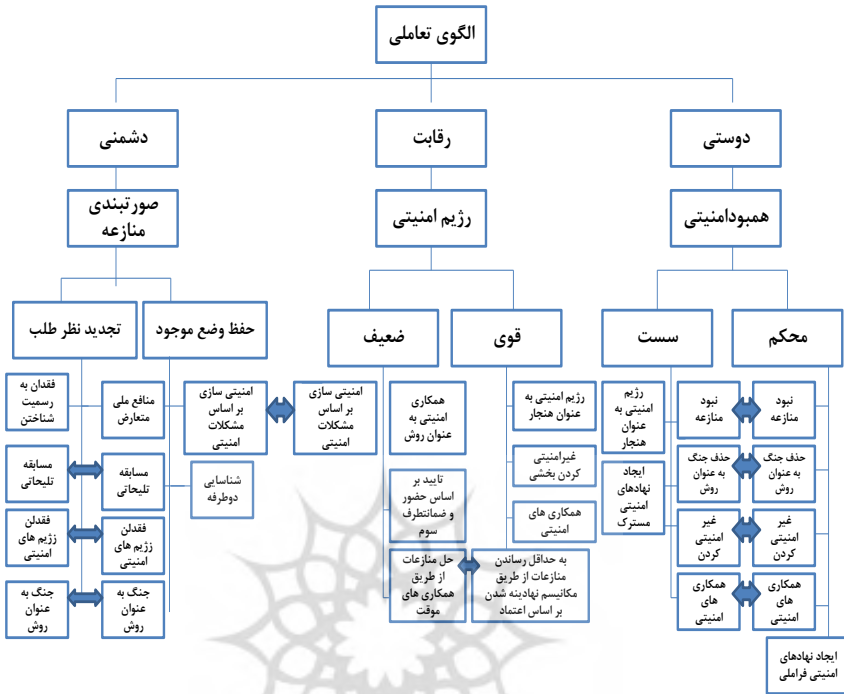 الگوی تعاملی
دوستی
رقابت
دشمنی
همبودامنیتی
رژیم امنیتی
صورتبندی
منازعه
محکم
سست
قوی
ضعیف
حفظ وضع موجود
تجدید نظر طلب
نبود
منازعه
حذف جنگ
به عنوان
روش
غیر
امنیتی
کردن
همکاری
های
امنیتی
ایجاد نهادهای
امنیتی فراملی
نبود
منازعه
حذف جنگ
به عنوان
روش
غیر
امنیتی
کردن
همکاری
های
امنیتی
رژیم
امنیتی به
عنوان
هنجار
ایجاد
نهادهای
امنیتی
مسترک
رژیم امنیتی به
عنوان هنجار
غیرامنیتی
کردن بخشی
همکاری های
امنیتی
به حداقل رساندن
منازعات از طریق
مکانیسم نهادینه شدن
بر اساس اعتماد
همکاری
امنیتی به
عنوان روش
تایید بر
اساس حضور
و ضمانتطرف
سوم
حل منازعات
از طریق
همکاری های
موقت
امنیتی سازی
بر اساس
مشکلات
امنیتی
امنیتی سازی
بر اساس
مشکلات
امنیتی
شناسایی
دوطرفه
منافع ملی
متعارض
مسابقه
تلیحاتی
فقدلن
رژیم های
امنیتی
جنگ به
عنوان
روش
فقدان به
رسمیت
شناختن
مسابقه
تلیحاتی
فقدلن
رژیم های
امنیتی
جنگ به
عنوان
روش